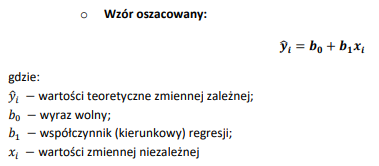 ○ Wzór oszacowany:
ŷᵢ = b₀ + b₁xᵢ
gdzie:
ŷᵢ – wartości teoretyczne zmiennej zależnej;
b₀ – wyraz wolny;
b₁ – współczynnik (kierunkowy) regresji;
xᵢ – wartości zmiennej niezależnej